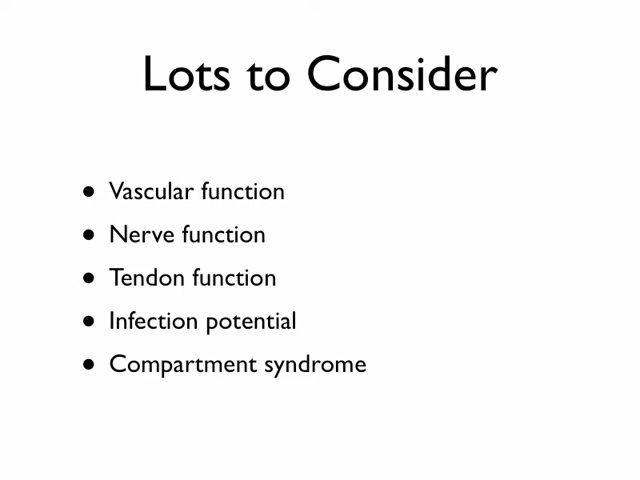 Lots to Consider
• Vascular function
• Nerve function
• Tendon function
• Infection potential
• Compartment syndrome